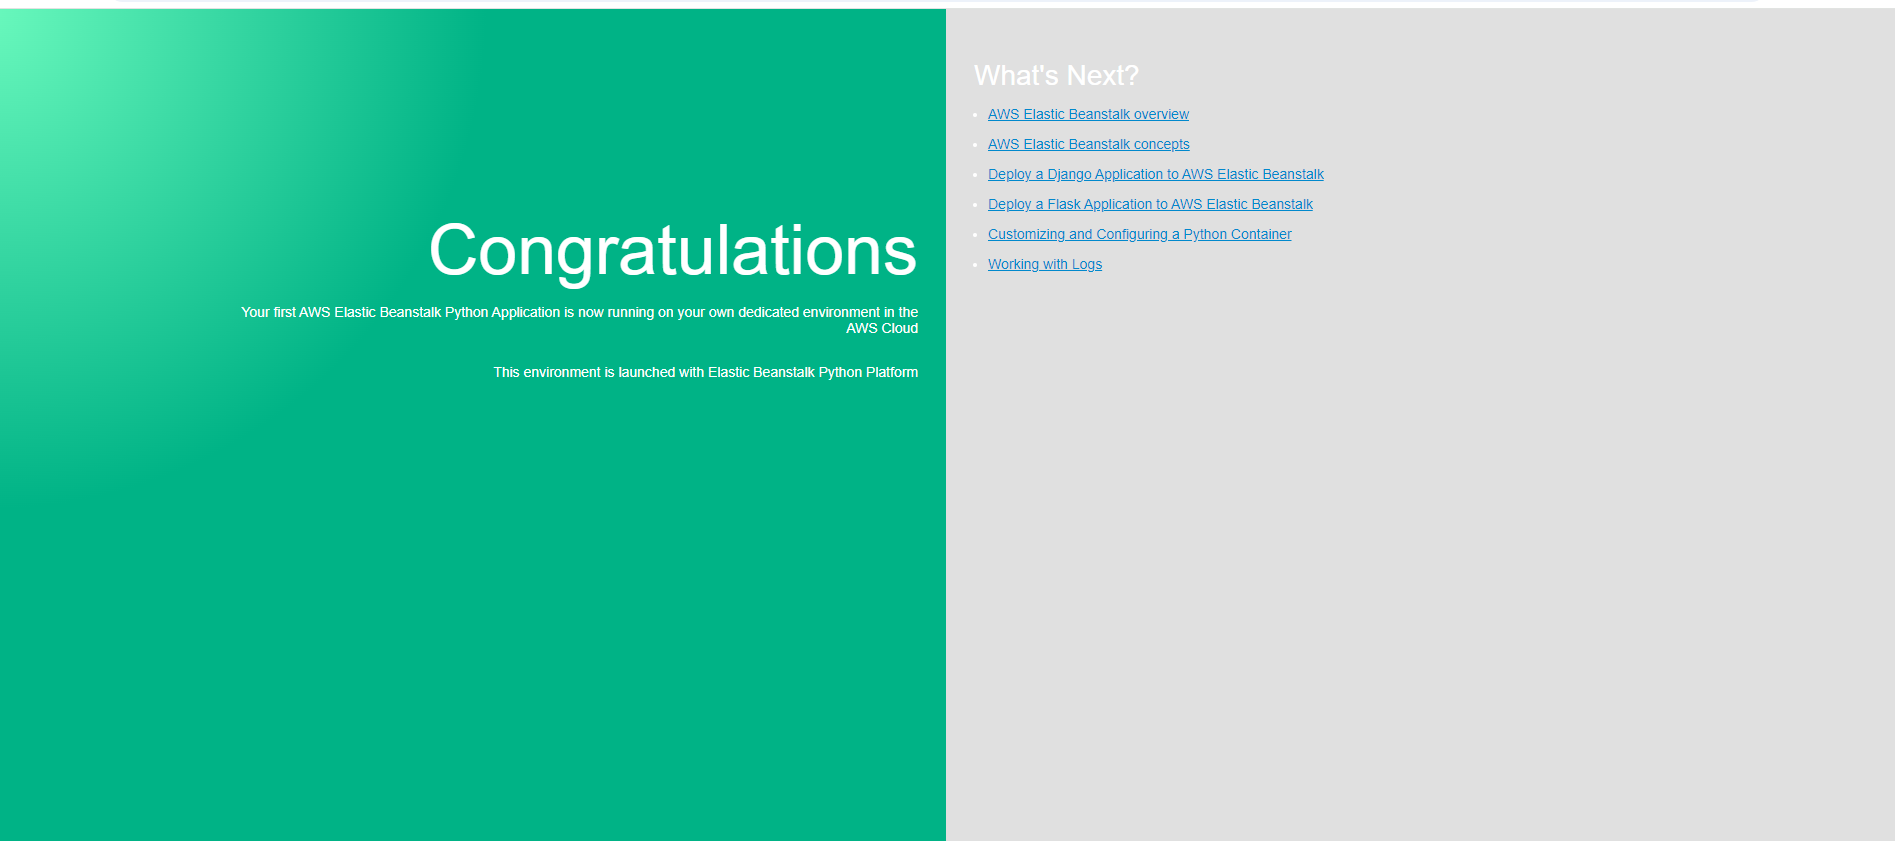 Congratulations
Your first AWS Elastic Beanstalk Python Application is now running on your own dedicated environment in the
AWS Cloud
This environment is launched with Elastic Beanstalk Python Platform
What's Next?
AWS Elastic Beanstalk overview
AWS Elastic Beanstalk concepts
Deploy a Django Application to AWS Elastic Beanstalk
Deploy a Flask Application to AWS Elastic Beanstalk
Customizing and Configuring a Python Container
Working with Logs